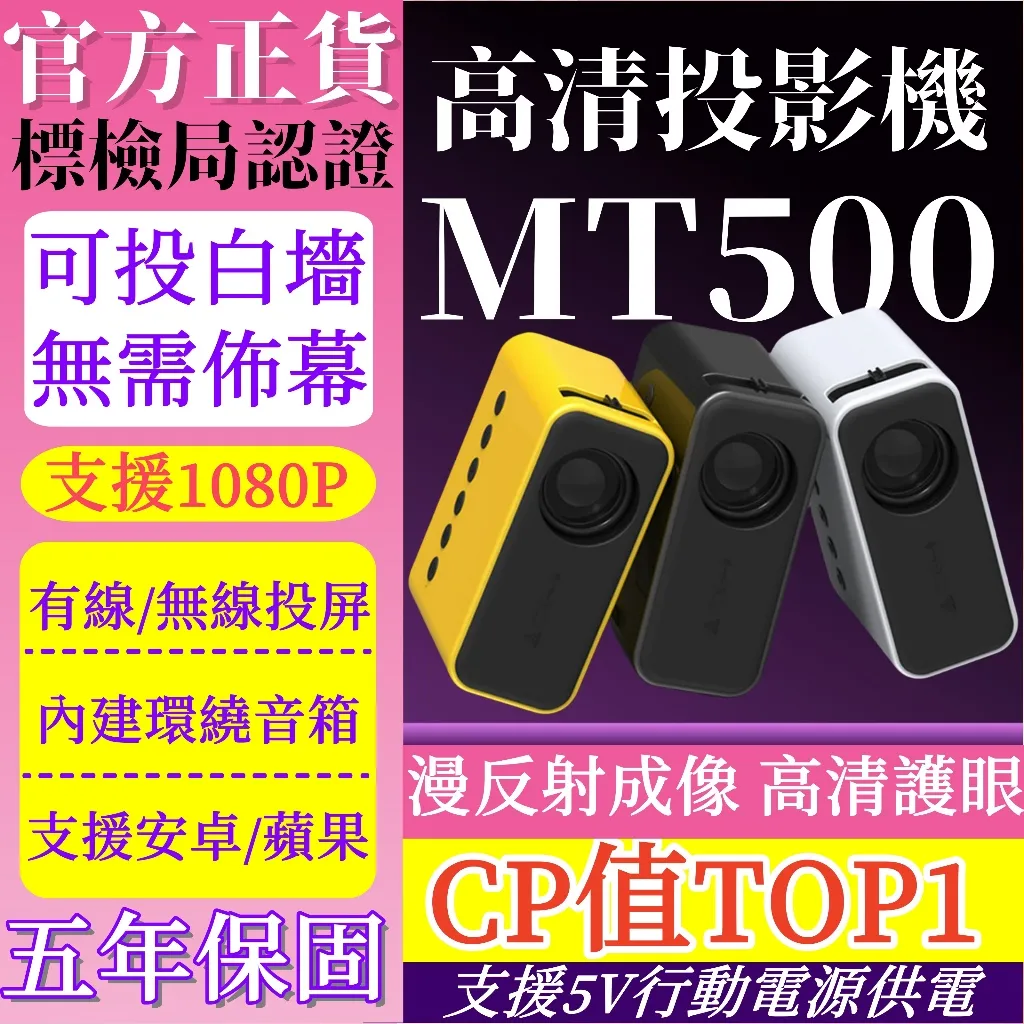 官方正貨
標檢局認證
可投白墻
無需佈幕
支援1080P
有線/無線投屏
內建環繞音箱
支援安卓/蘋果
五年保固
高清投影機
MT500
漫反射成像 高清護眼
CP值TOP1
支援5V行動電源供電